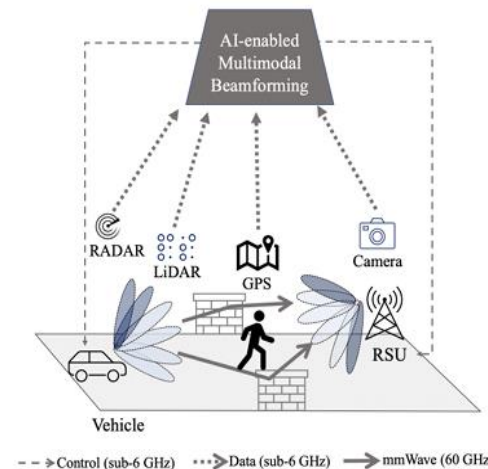 AI-enabled
Multimodal
Beamforming
RADAR
LiDAR
GPS
Camera
RSU
Vehicle
Control (sub-6 GHz)
Data (sub-6 GHz)
mmWave (60 GHz)